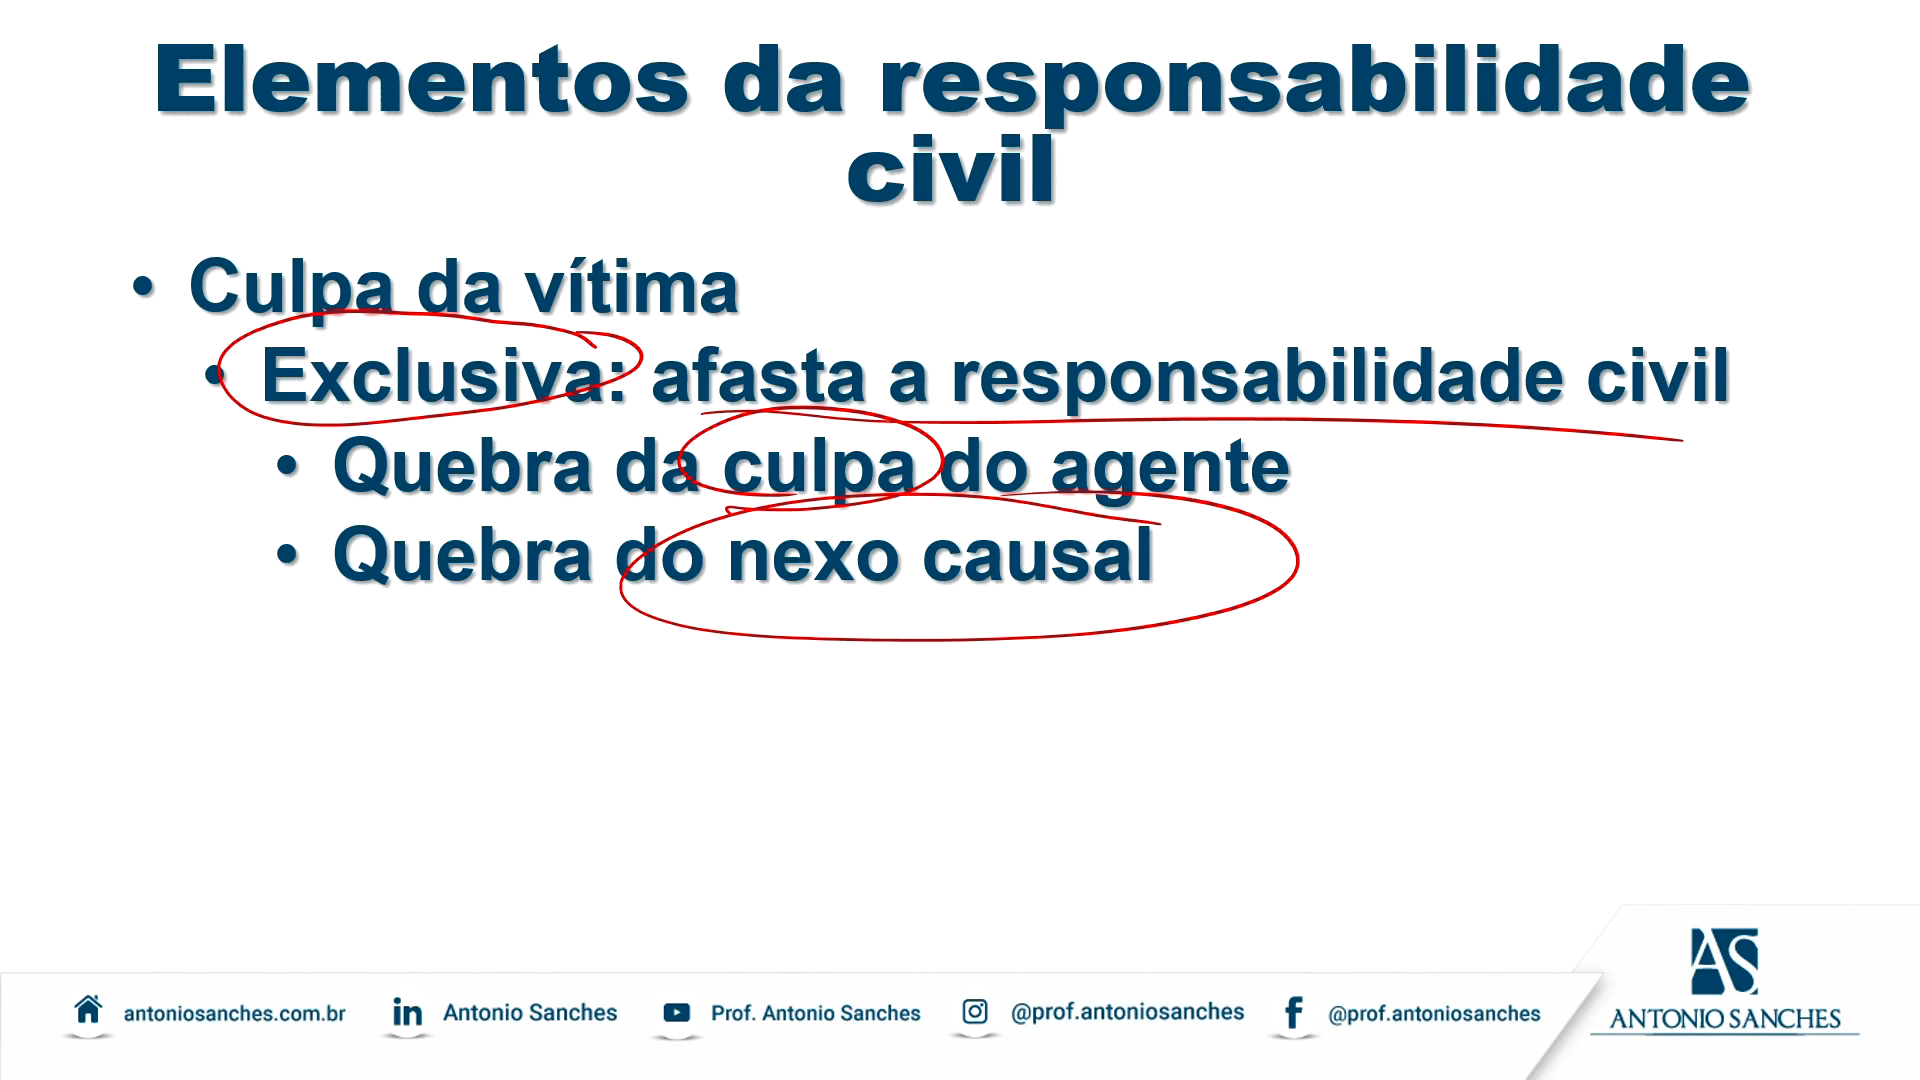 Elementos da responsabilidade
civil
• Culpa da vítima
• Exclusiva: afasta a responsabilidade civil
• Quebra da culpa do agente
• Quebra do nexo causal
AS
antoniosanches.com.br in Antonio Sanches Prof. Antonio Sanches @prof.antoniosanches f @prof.antoniosanches ANTONIO SANCHES